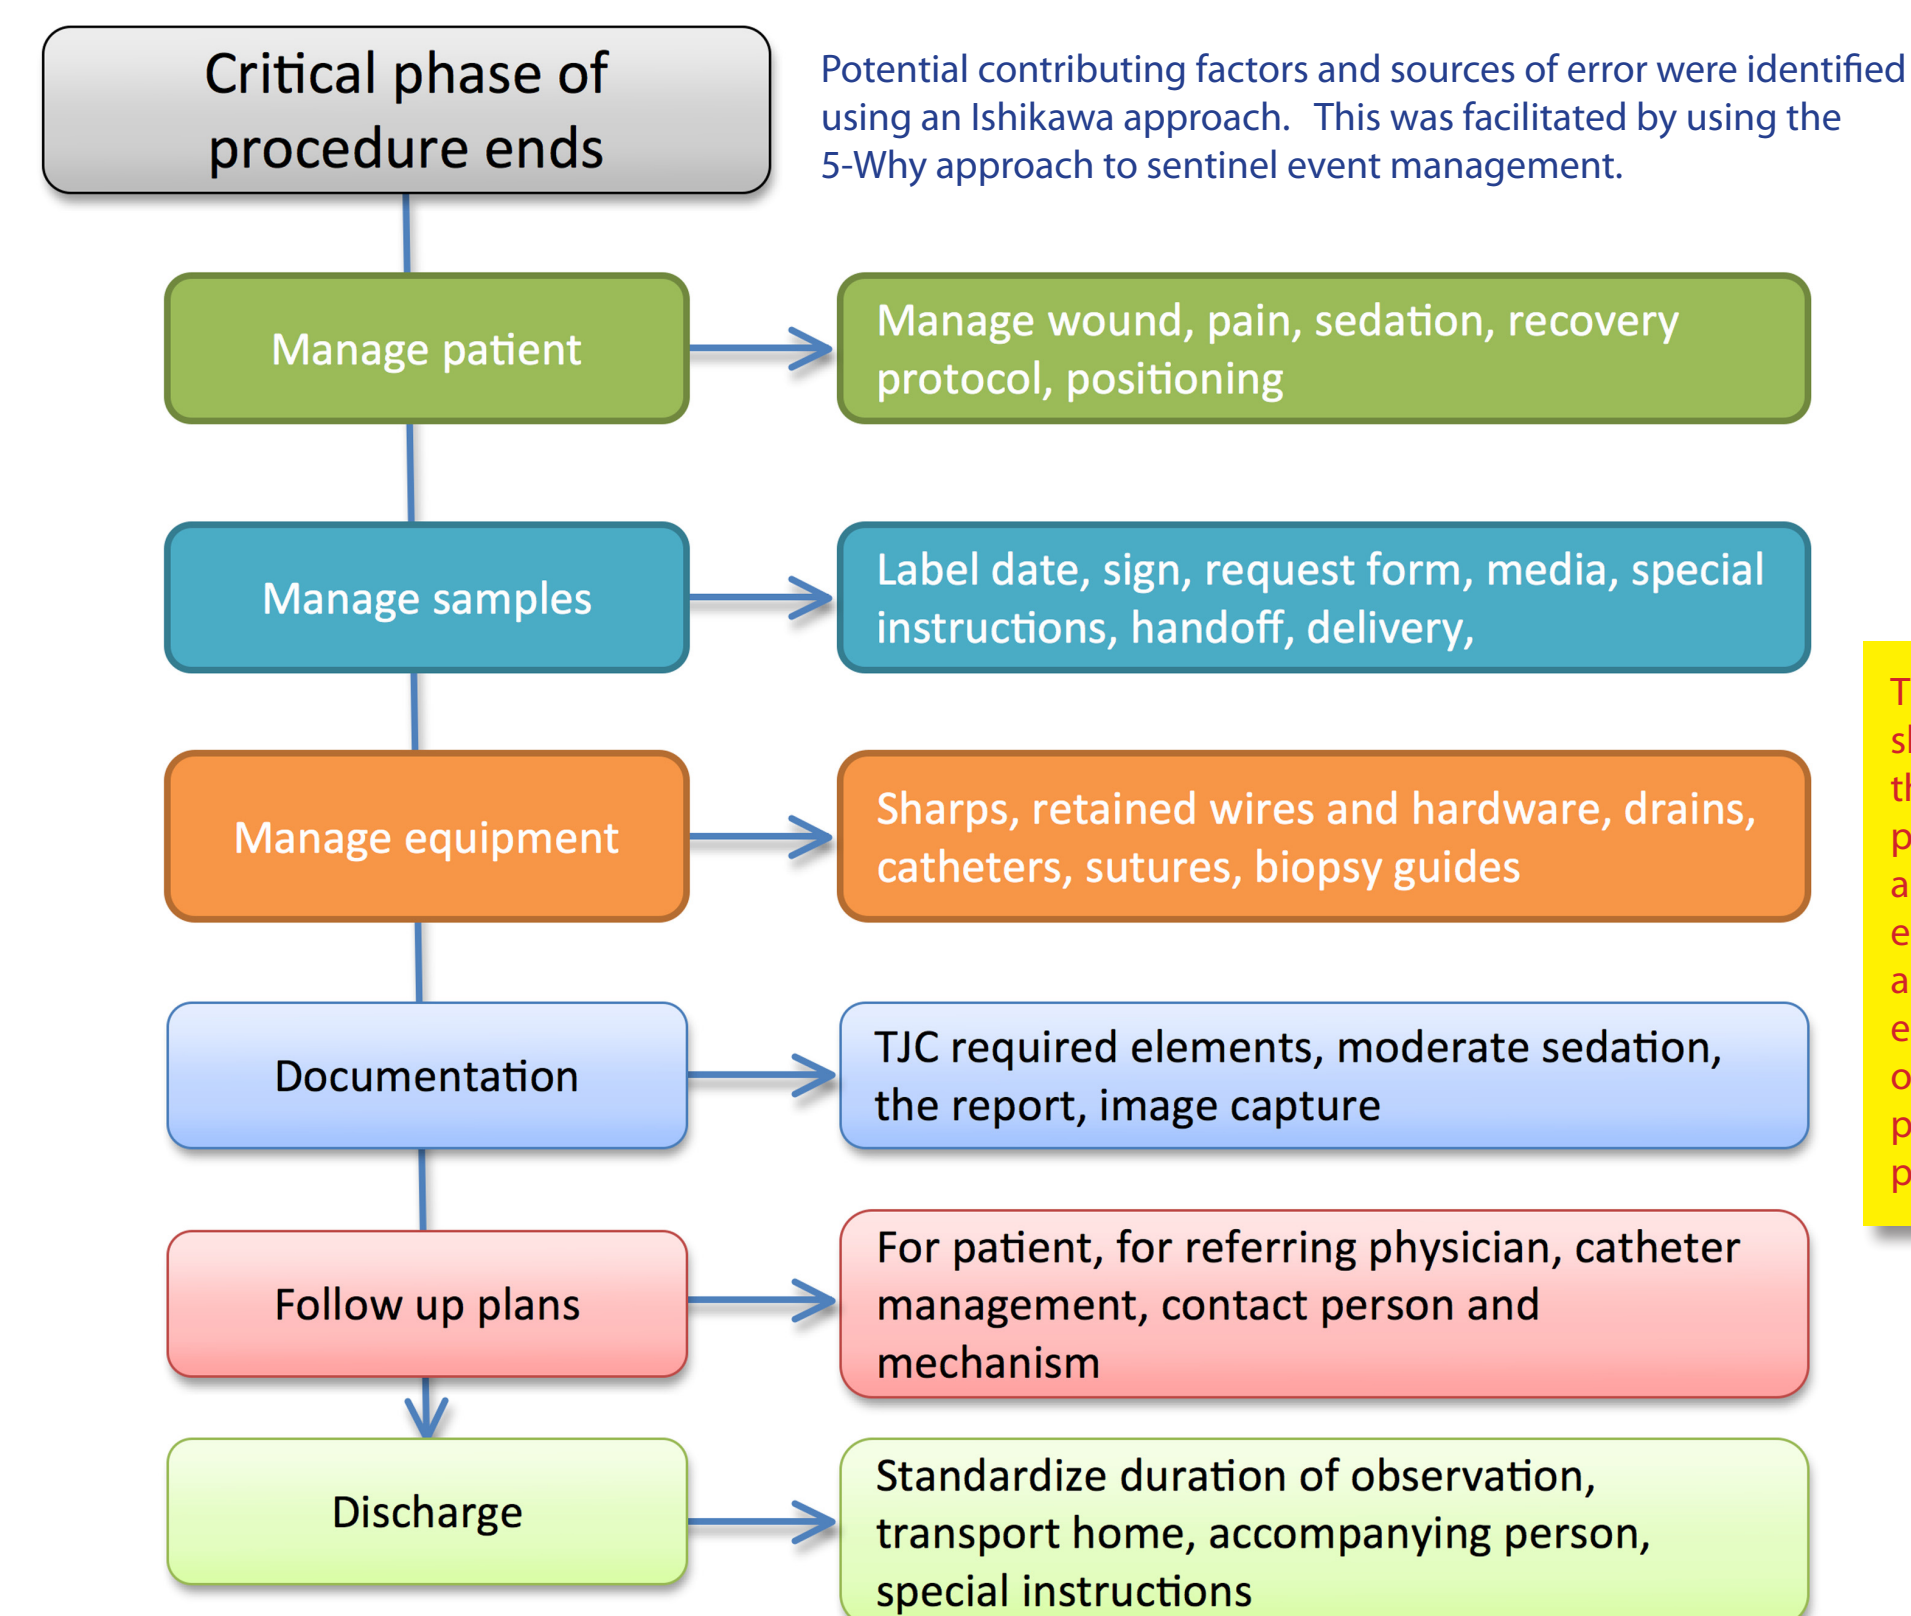 Critical phase of
procedure ends
Potential contributing factors and sources of error were identified
using an Ishikawa approach.   This was facilitated by using the
5-Why approach to sentinel event management.
Manage patient
Manage wound, pain, sedation, recovery
protocol, positioning
Manage samples
Label date, sign, request form, media, special
instructions, handoff, delivery,
Manage equipment
Sharps, retained wires and hardware, drains,
catheters, sutures, biopsy guides
Documentation
TJC required elements, moderate sedation,
the report, image capture
Follow up plans
For patient, for referring physician, catheter
management, contact person and
mechanism
Discharge
Standardize duration of observation,
transport home, accompanying person,
special instructions